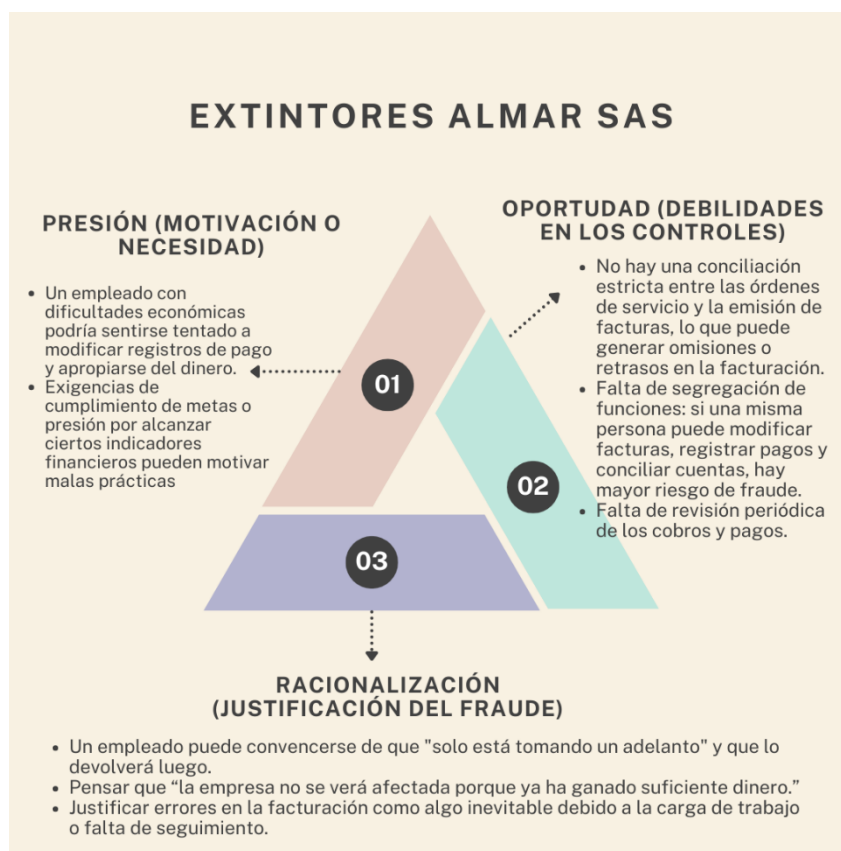 EXTINTORES ALMAR SAS
PRESIÓN (MOTIVACIÓN O
NECESIDAD)
• Un empleado con
dificultades económicas
podría sentirse tentado a
modificar registros de pago
y apropiarse del dinero.
• Exigencias de
cumplimiento de metas o
presión por alcanzar
ciertos indicadores
financieros pueden motivar
malas prácticas
01
OPORTUDAD (DEBILIDADES
EN LOS CONTROLES)
• No hay una conciliación
estricta entre las órdenes
de servicio y la emisión de
facturas, lo que puede
generar omisiones o
retrasos en la facturación.
• Falta de segregación de
funciones: si una misma
persona puede modificar
facturas, registrar pagos y
conciliar cuentas, hay
mayor riesgo de fraude.
• Falta de revisión periódica
de los cobros y pagos.
02
03
RACIONALIZACIÓN
(JUSTIFICACIÓN DEL FRAUDE)
• Un empleado puede convencerse de que "solo está tomando un adelanto" y que lo
devolverá luego.
• Pensar que “la empresa no se verá afectada porque ya ha ganado suficiente dinero.”
• Justificar errores en la facturación como algo inevitable debido a la carga de trabajo
o falta de seguimiento.